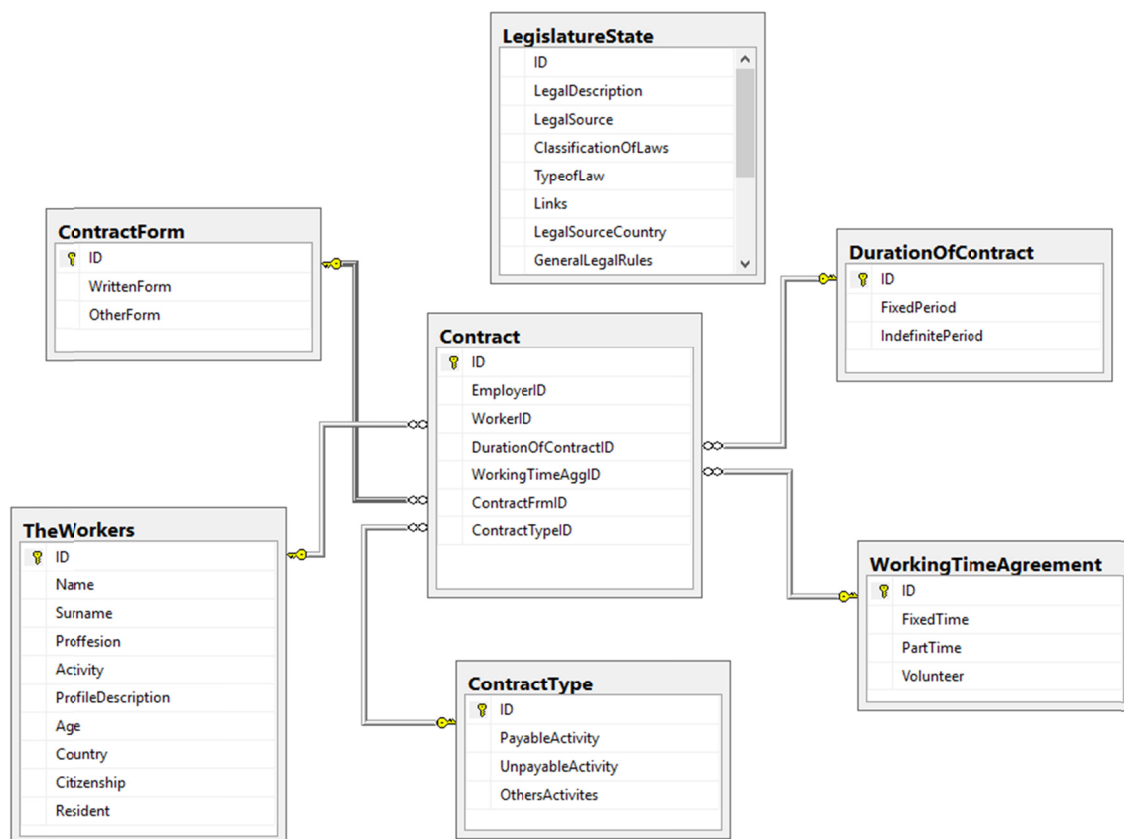 LegislatureState
ID
LegalDescription
LegalSource
ClassificationOfLaws
TypeofLaw
Links
LegalSourceCountry
GeneralLegalRules
ContractForm
ID
WrittenForm
OtherForm
DurationOfContract
ID
FixedPeriod
IndefinitePeriod
Contract
ID
EmployerID
WorkerID
DurationOfContractID
WorkingTimeAggID
ContractFrmID
ContractTypeID
TheWorkers
ID
Name
Surname
Proffesion
Activity
ProfileDescription
Age
Country
Citizenship
Resident
WorkingTimeAgreement
ID
FixedTime
PartTime
Volunteer
ContractType
ID
PayableActivity
UnpayableActivity
OthersActivites